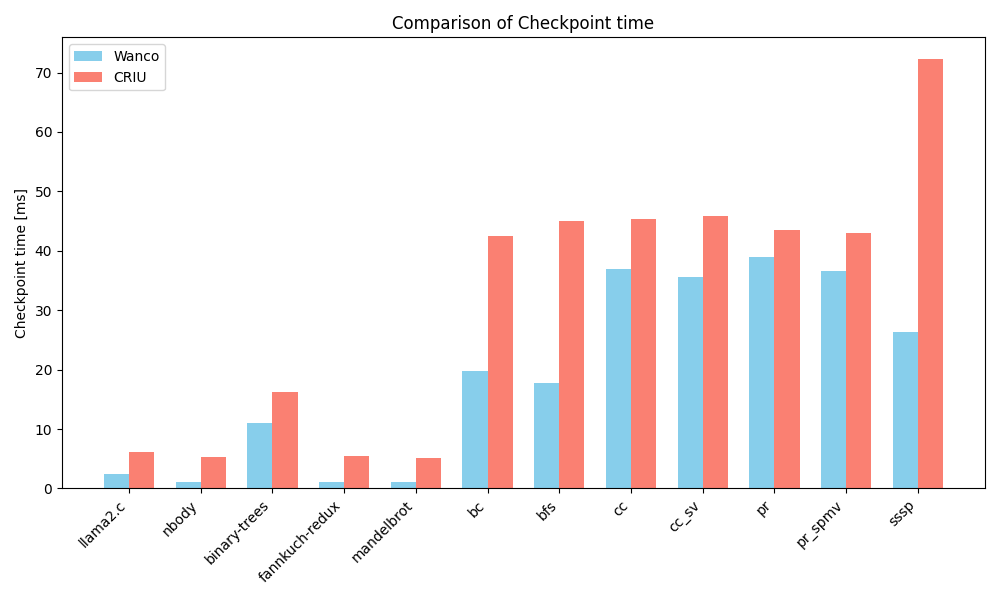 Comparison of Checkpoint time
Wanco
CRIU
Checkpoint time [ms]
70
60
50
40
30
20
10
0
llama2.c
nbody
binary-trees
fannkuch-redux
mandelbrot
bc
bfs
cc
cc_sv
pr
pr_spmv
sssp